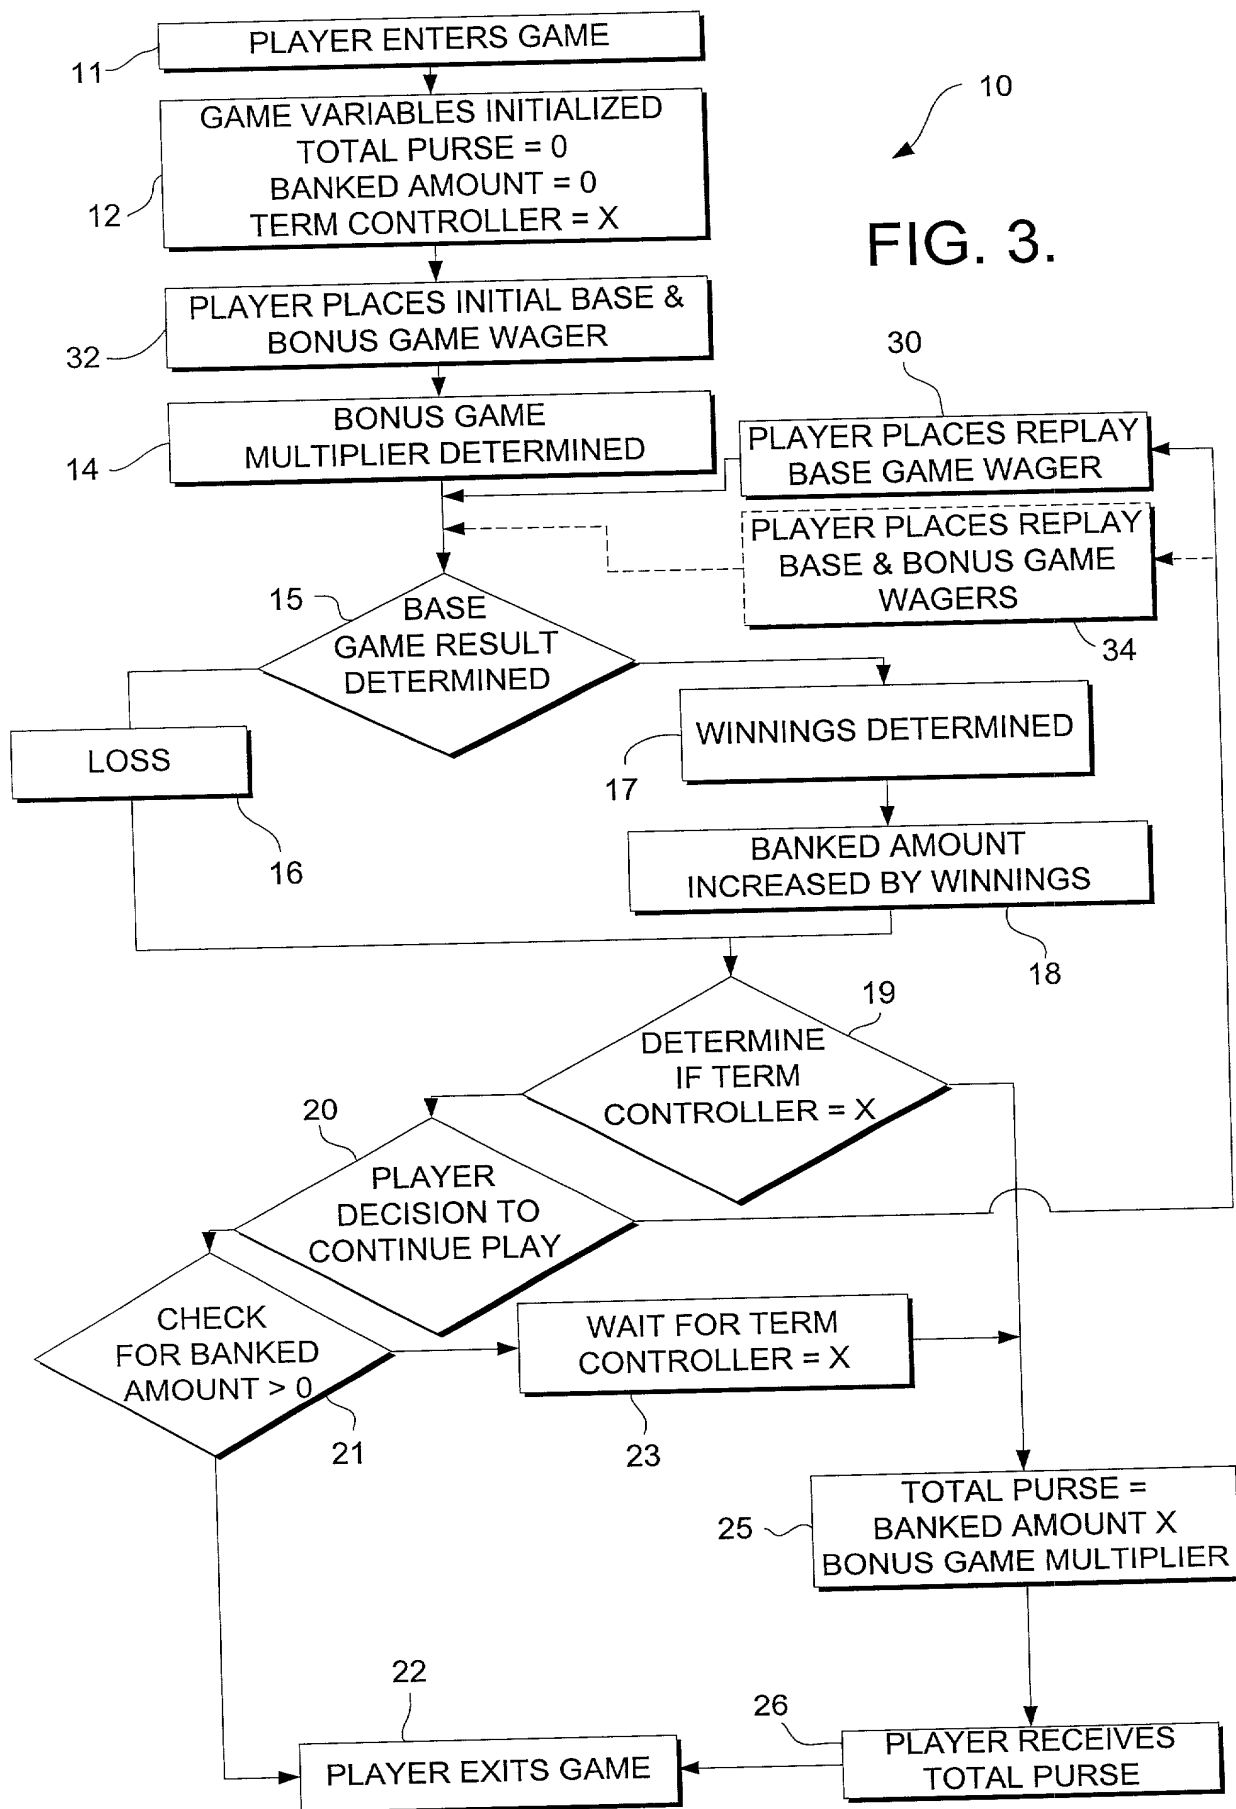 PLAYER ENTERS GAME
11
10
GAME VARIABLES INITIALIZED
TOTAL PURSE = 0
BANKED AMOUNT = 0
TERM CONTROLLER = X
12
FIG. 3.
PLAYER PLACES INITIAL BASE &
BONUS GAME WAGER
32
30
BONUS GAME
MULTIPLIER DETERMINED
14
PLAYER PLACES REPLAY
BASE GAME WAGER
PLAYER PLACES REPLAY
BASE & BONUS GAME
WAGERS
34
15
BASE
GAME RESULT
DETERMINED
LOSS
16
WINNINGS DETERMINED
17
BANKED AMOUNT
INCREASED BY WINNINGS
18
19
DETERMINE
IF TERM
CONTROLLER = X
20
PLAYER
DECISION TO
CONTINUE PLAY
CHECK
FOR BANKED
AMOUNT > 0
21
WAIT FOR TERM
CONTROLLER = X
23
TOTAL PURSE =
BANKED AMOUNT X
BONUS GAME MULTIPLIER
25
22
PLAYER EXITS GAME
26
PLAYER RECEIVES
TOTAL PURSE